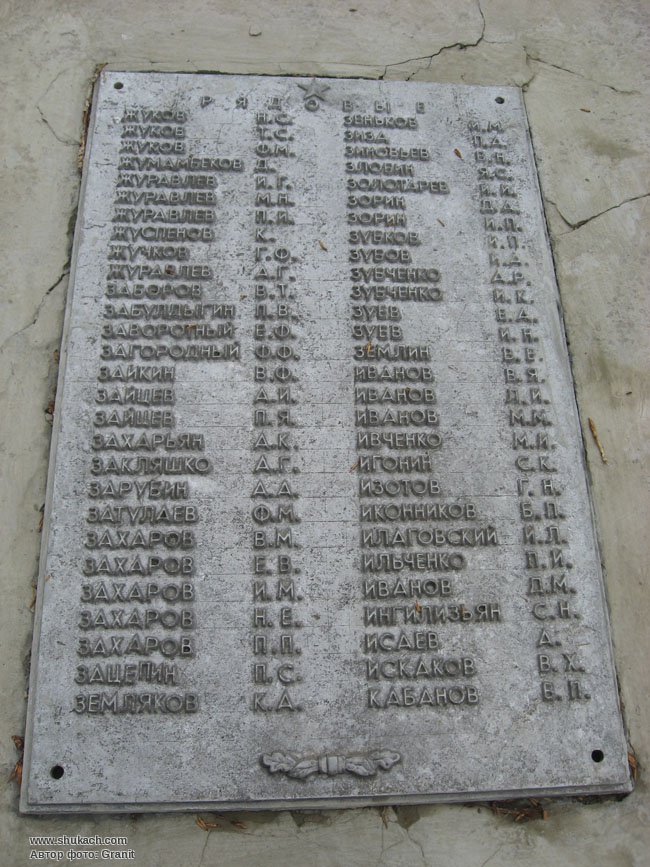 РЯДОВЫЕ
ЖУКОВ Н.С.
ЖУКОВ Т.С.
ЖУКОВ Ф.М.
ЖУМАМБЕКОВ Д.
ЖУРАВЛЕВ И.Г.
ЖУРАВЛЕВ М.Н.
ЖУРАВЛЕВ П.И.
ЖУСПЕНОВ К.
ЖУЧКОВ Г.Ф.
ЖУРАВЛЕВ А.Г.
ЗАБОРОВ В.Т.
ЗАБУЛДЫГИН П.В.
ЗАВОРОТНЫЙ Е.Ф.
ЗАГОРОДНЫЙ Ф.Ф.
ЗАЙКИН В.Ф.
ЗАЙЦЕВ А.И.
ЗАЙЦЕВ П.Я.
ЗАХАРЬЯН А.К.
ЗАКЛЯШКО А.Г.
ЗАРУБИН А.А.
ЗАТУЛАЕВ Ф.М.
ЗАХАРОВ В.М.
ЗАХАРОВ Е.В.
ЗАХАРОВ И.М.
ЗАХАРОВ Н.Е.
ЗАХАРОВ П.П.
ЗАЦЕПИН П.С.
ЗЕМЛЯКОВ К.А.
ЗЕНЬКОВ И.М.
ЗИЗА П.А.
ЗИНОВЬЕВ Е.Н.
ЗЛОБИН Я.С.
ЗОЛОТАРЕВ И.И.
ЗОРИН Д.А.
ЗОРИН И.П.
ЗУБКОВ И.П.
ЗУБОВ И.А.
ЗУБЧЕНКО А.Р.
ЗУБЧЕНКО И.К.
ЗУЕВ Е.А.
ЗУЕВ И.Н.
ЗЕМЛИН В.Е.
ИВАНОВ В.Я.
ИВАНОВ Л.И.
ИВАНОВ М.М.
ИВЧЕНКО М.И.
ИГОНИН С.К.
ИЗОТОВ Г.Н.
ИКОННИКОВ Б.П.
ИЛАГОВСКИЙ И.Л.
ИЛЬЧЕНКО П.И.
ИВАНОВ Д.М.
ИНГИЛИЗЬЯН С.Н.
ИСАЕВ А.
ИСКАКОВ В.Х.
КАБАНОВ В.П.
www.shukach.com
Автор фото: Granit